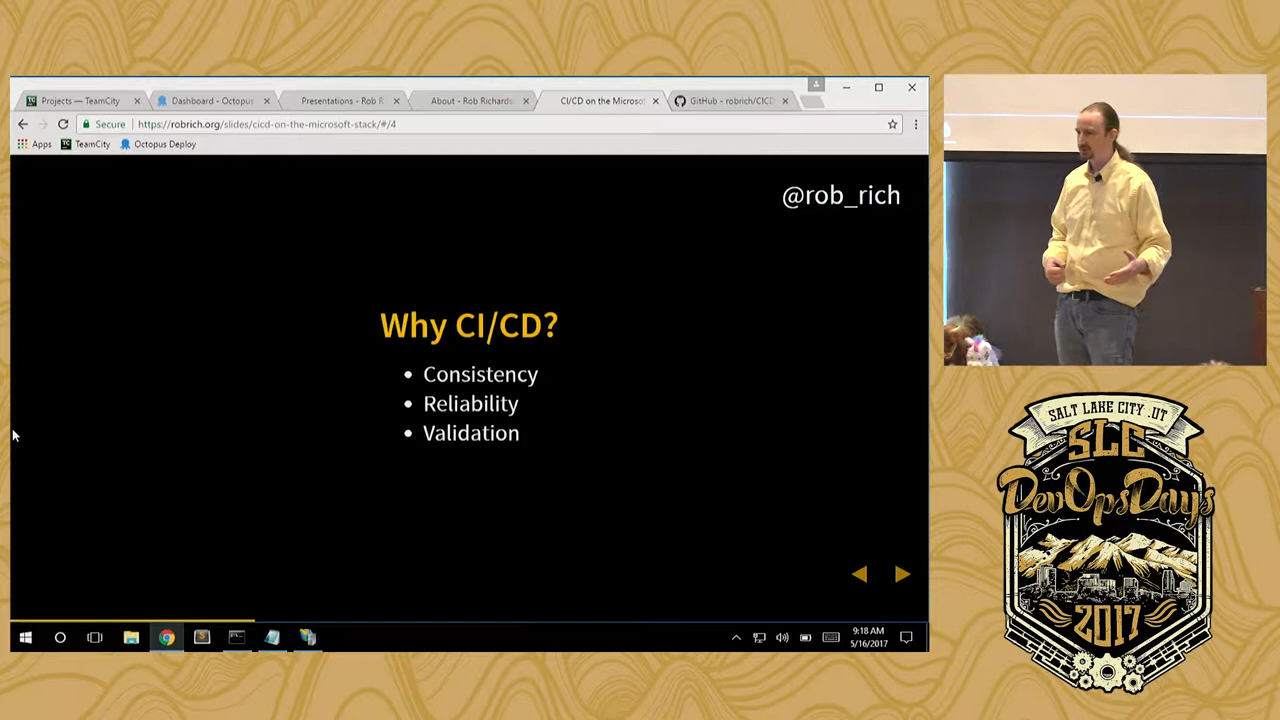 Projects — TeamCity
Dashboard - Octopus
Presentations - Rob R
About - Rob Richards
CI/CD on the Microsof
GitHub - robrich/CICD
Secure
https://robrich.org/slides/cicd-on-the-microsoft-stack/#/4
Apps
TC
TeamCity
Octopus Deploy
@rob_rich
Why CI/CD?
• Consistency
• Reliability
• Validation
9:18 AM
5/16/2017
SALT LAKE CITY .UT
SLC
DevOpsDays
2017